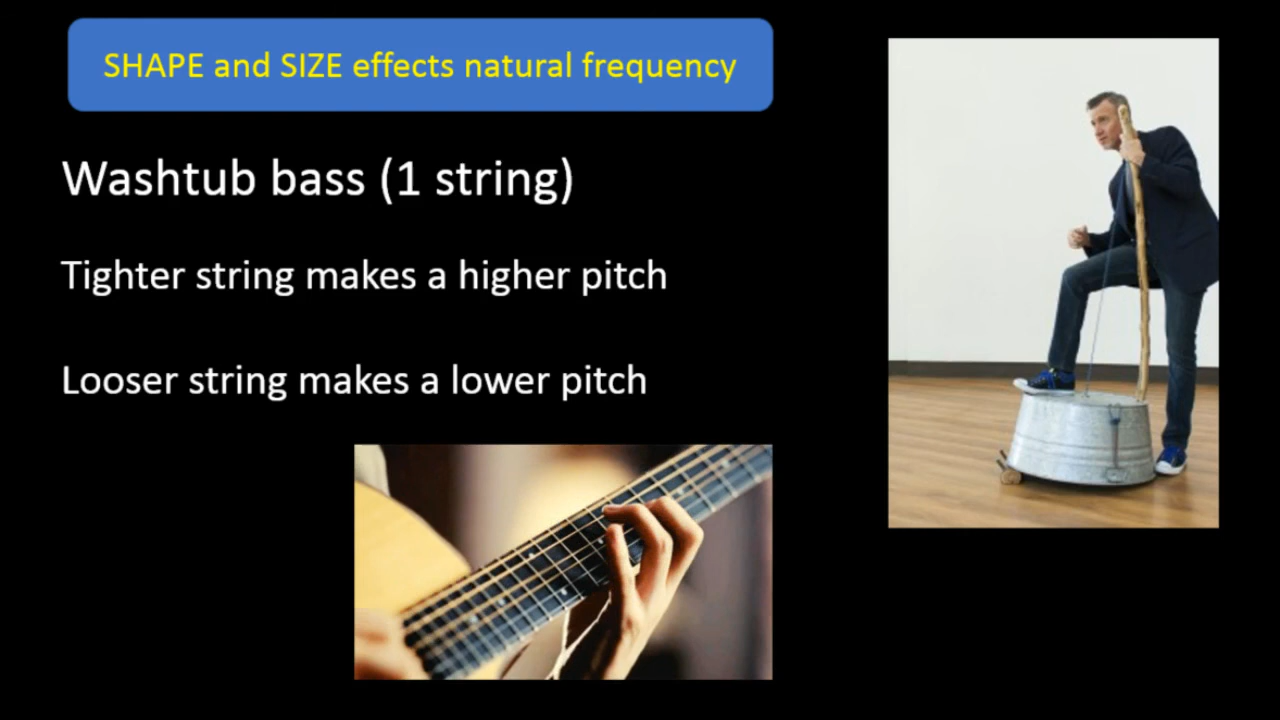 SHAPE and SIZE effects natural frequency
Washtub bass (1 string)
Tighter string makes a higher pitch
Looser string makes a lower pitch